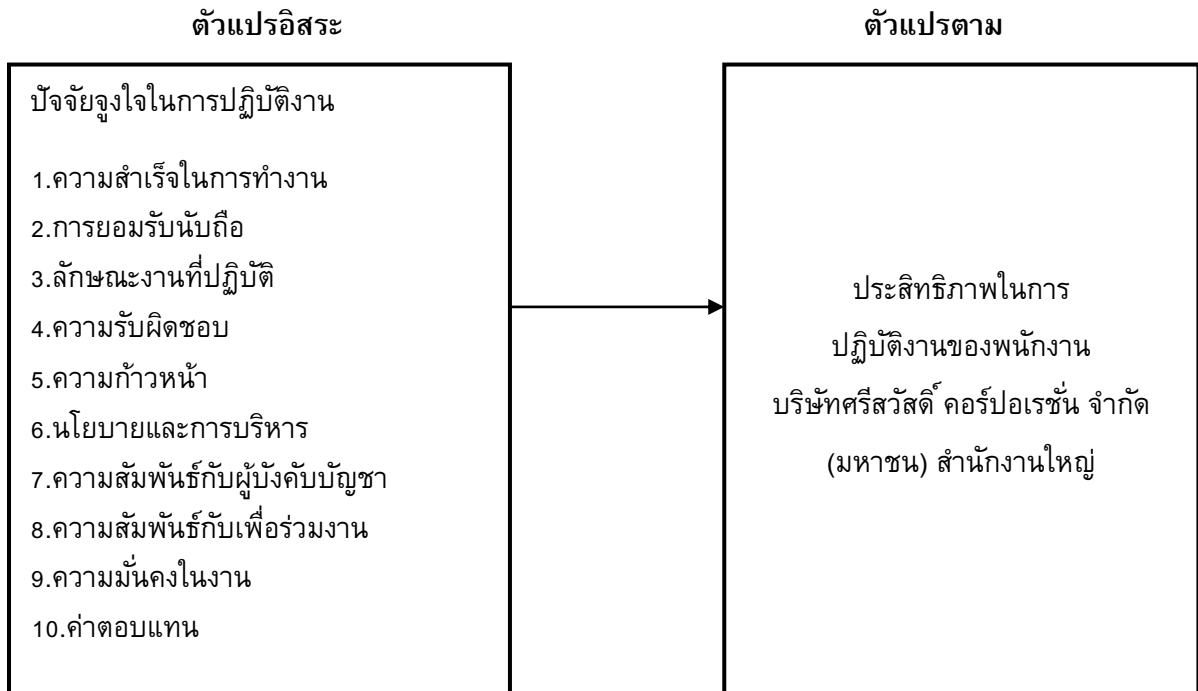 ตัวแปรอิสระ
ตัวแปรตาม
ปัจจัยจูงใจในการปฏิบัติงาน
1.ความสำเร็จในการทำงาน
2.การยอมรับนับถือ
3.ลักษณะงานที่ปฏิบัติ
4.ความรับผิดชอบ
5.ความก้าวหน้า
6.นโยบายและการบริหาร
7.ความสัมพันธ์กับผู้บังคับบัญชา
8.ความสัมพันธ์กับเพื่อร่วมงาน
9.ความมั่นคงในงาน
10.ค่าตอบแทน
ประสิทธิภาพในการ
ปฏิบัติงานของพนักงาน
บริษัทศรีสวัสดิ์ คอร์ปอเรชั่น จำกัด
(มหาชน) สำนักงานใหญ่